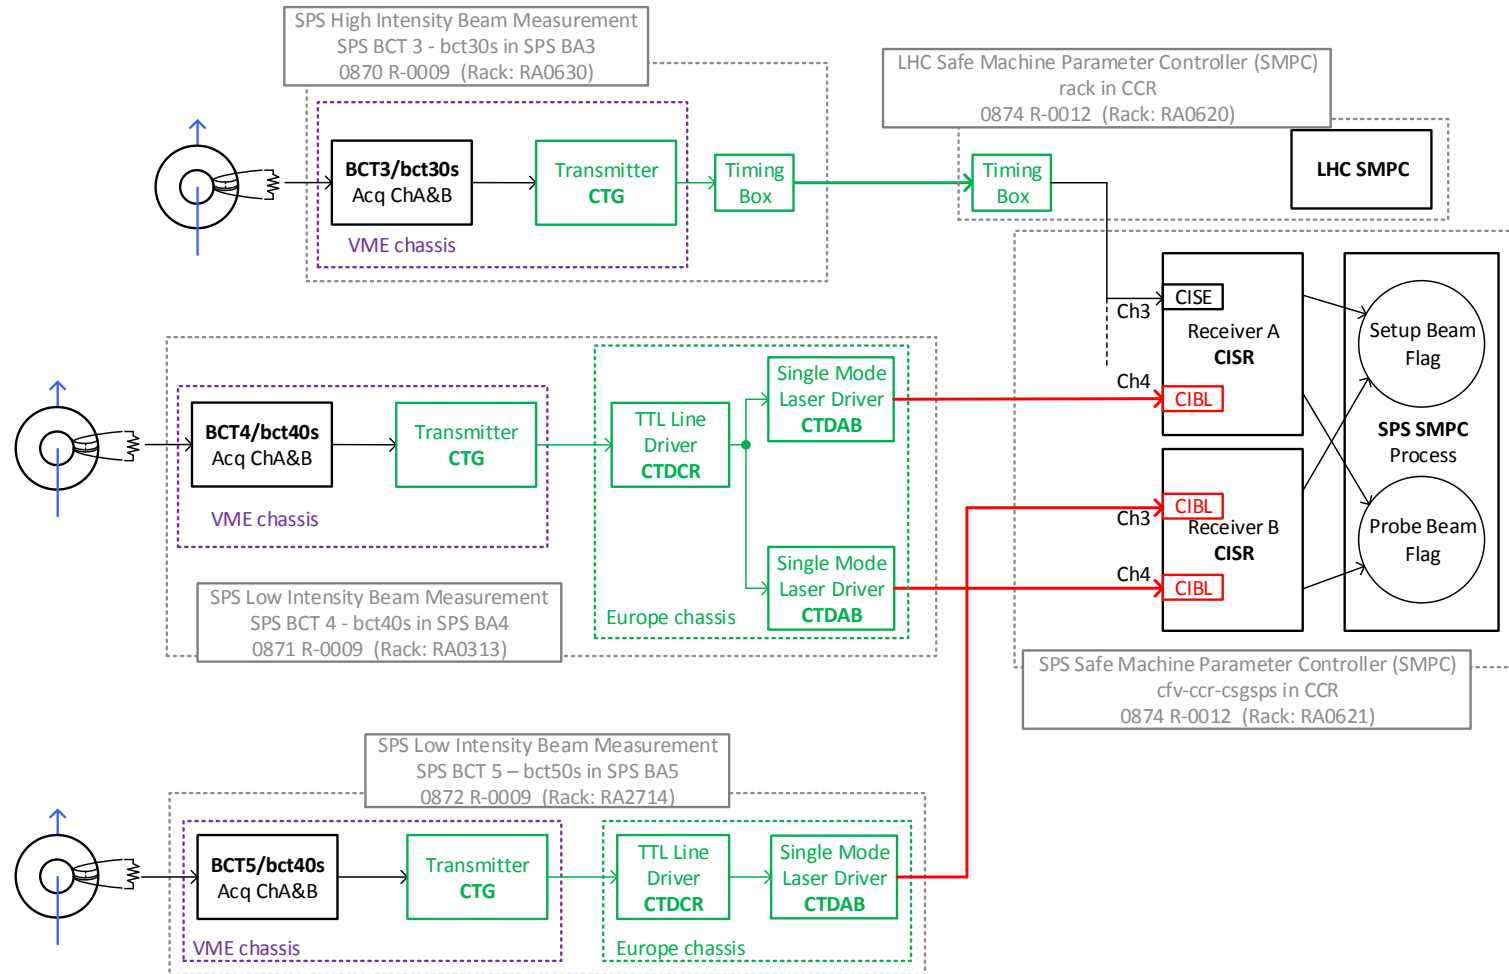 SPS High Intensity Beam Measurement
SPS BCT 3 - bct30s in SPS BA3
0870 R-0009 (Rack: RA0630)
LHC Safe Machine Parameter Controller (SMPC)
rack in CCR
0874 R-0012 (Rack: RA0620)
BCT3/bct30s
Acq ChA&B
Transmitter
CTG
Timing
Box
Timing
Box
LHC SMPC
VME chassis
Ch3
CISE
Receiver A
CISR
Ch4
CIBL
Setup Beam
Flag
SPS SMPC
Process
Probe Beam
Flag
CIBL
Ch3
Receiver B
CISR
Ch4
CIBL
BCT4/bct40s
Acq ChA&B
Transmitter
CTG
TTL Line
Driver
CTDCR
Single Mode
Laser Driver
CTDAB
Single Mode
Laser Driver
CTDAB
VME chassis
Europe chassis
SPS Low Intensity Beam Measurement
SPS BCT 4 - bct40s in SPS BA4
0871 R-0009 (Rack: RA0313)
SPS Safe Machine Parameter Controller (SMPC)
cfv-ccr-csgsps in CCR
0874 R-0012 (Rack: RA0621)
SPS Low Intensity Beam Measurement
SPS BCT 5 – bct50s in SPS BA5
0872 R-0009 (Rack: RA2714)
BCT5/bct40s
Acq ChA&B
Transmitter
CTG
TTL Line
Driver
CTDCR
Single Mode
Laser Driver
CTDAB
VME chassis
Europe chassis